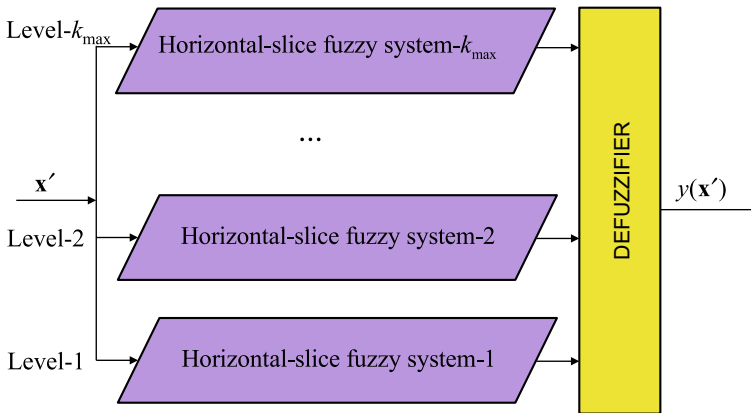 Level-kmax
Horizontal-slice fuzzy system-kmax
...
x′
Level-2
Horizontal-slice fuzzy system-2
DEFUZZIFIER
y(x′)
Level-1
Horizontal-slice fuzzy system-1